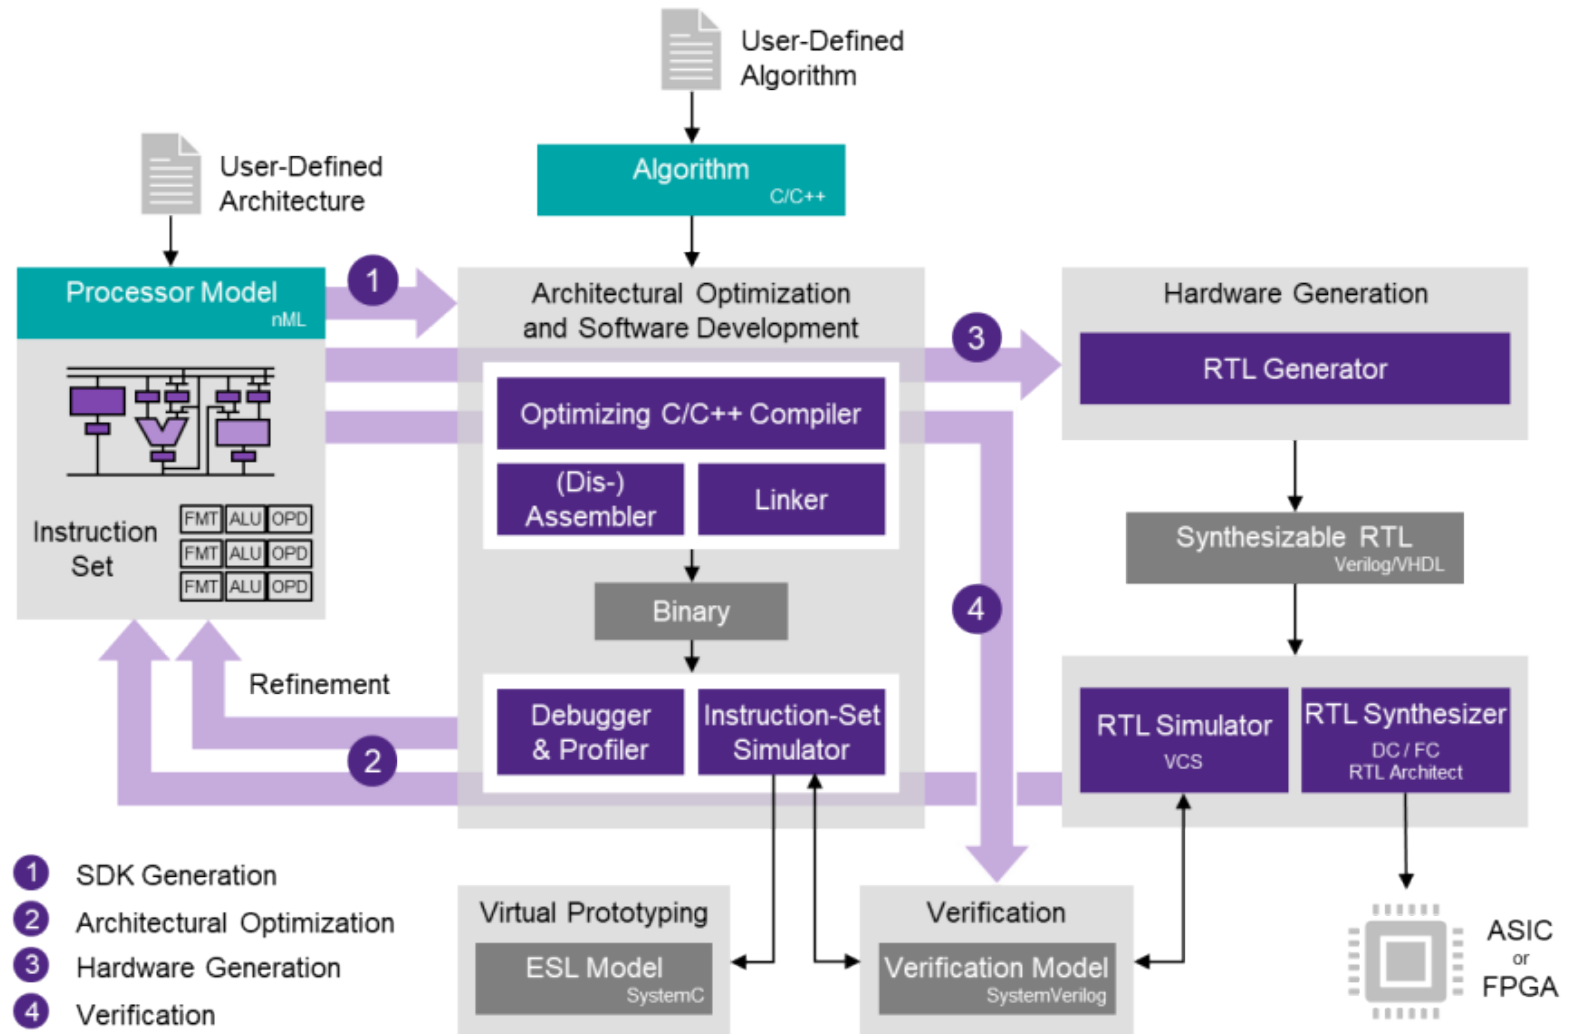 User-Defined
Algorithm
User-Defined
Architecture
Algorithm
C/C++
Processor Model
nML
1
Architectural Optimization
and Software Development
Hardware Generation
3
RTL Generator
Optimizing C/C++ Compiler
(Dis-)
Assembler
Linker
Instruction
Set
FMT ALU OPD
FMT ALU OPD
FMT ALU OPD
Synthesizable RTL
Verilog/VHDL
Binary
4
Refinement
2
Debugger
& Profiler
Instruction-Set
Simulator
RTL Simulator
VCS
RTL Synthesizer
DC / FC
RTL Architect
1 SDK Generation
2 Architectural Optimization
3 Hardware Generation
4 Verification
Virtual Prototyping
ESL Model
SystemC
Verification
Verification Model
SystemVerilog
ASIC
or
FPGA